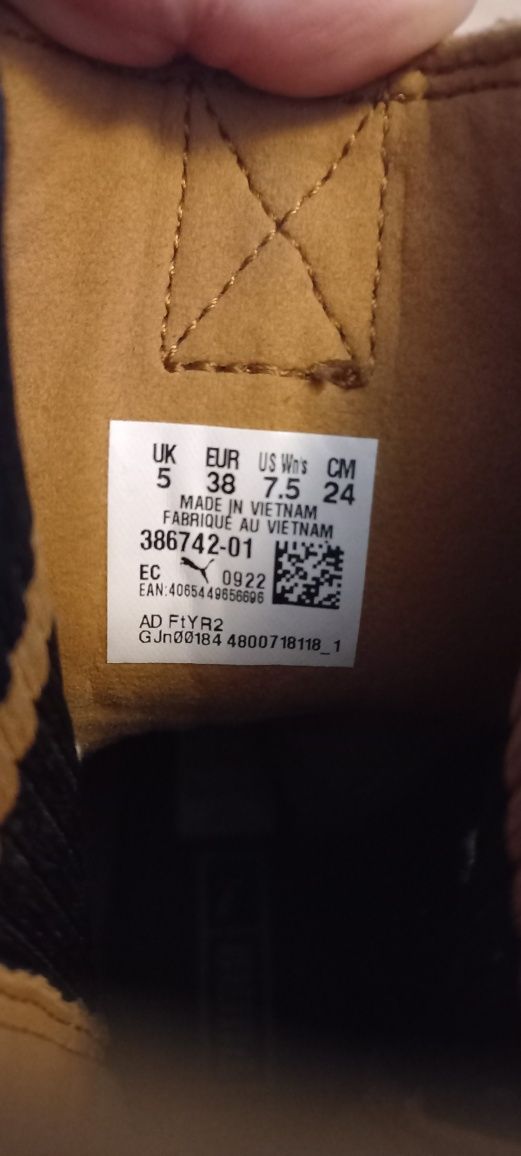 UK EUR US Wn's CM
5 38 7.5 24
MADE IN VIETNAM
FABRIQUÉ AU VIETNAM
386742-01
EC 0922
EAN:4065449656696
AD FtYR2
GJn00184 4800718118_1